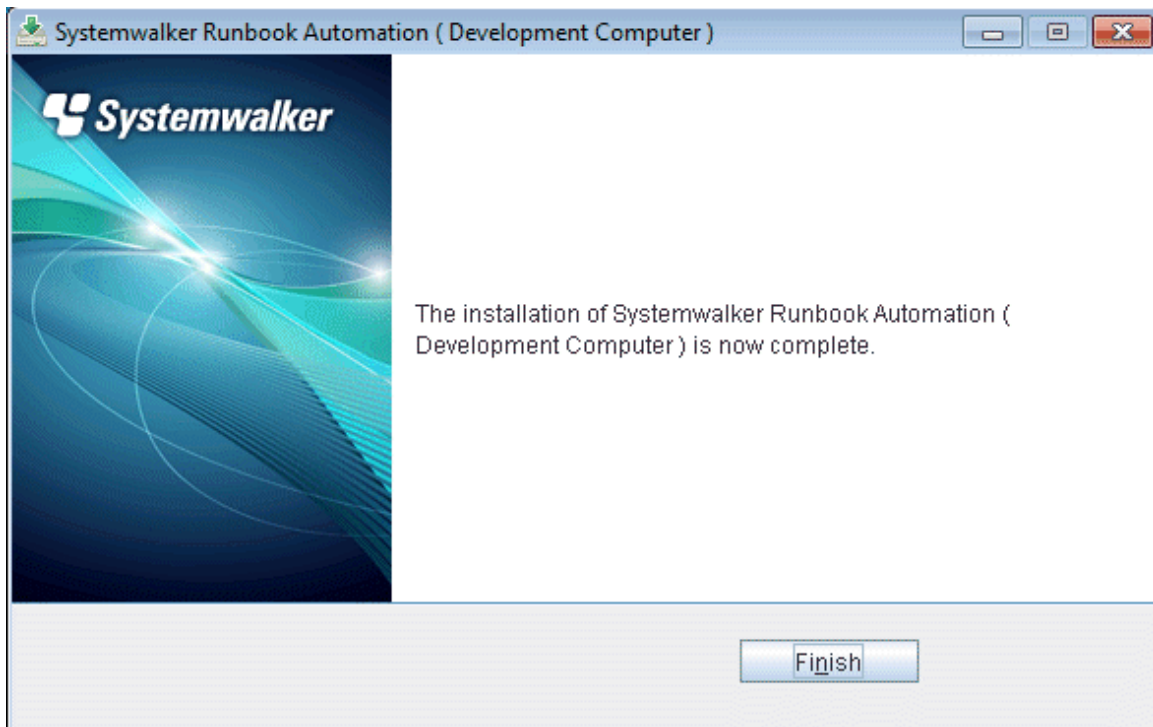 Systemwalker Runbook Automation ( Development Computer )
Systemwalker
The installation of Systemwalker Runbook Automation (
Development Computer ) is now complete.
Finish